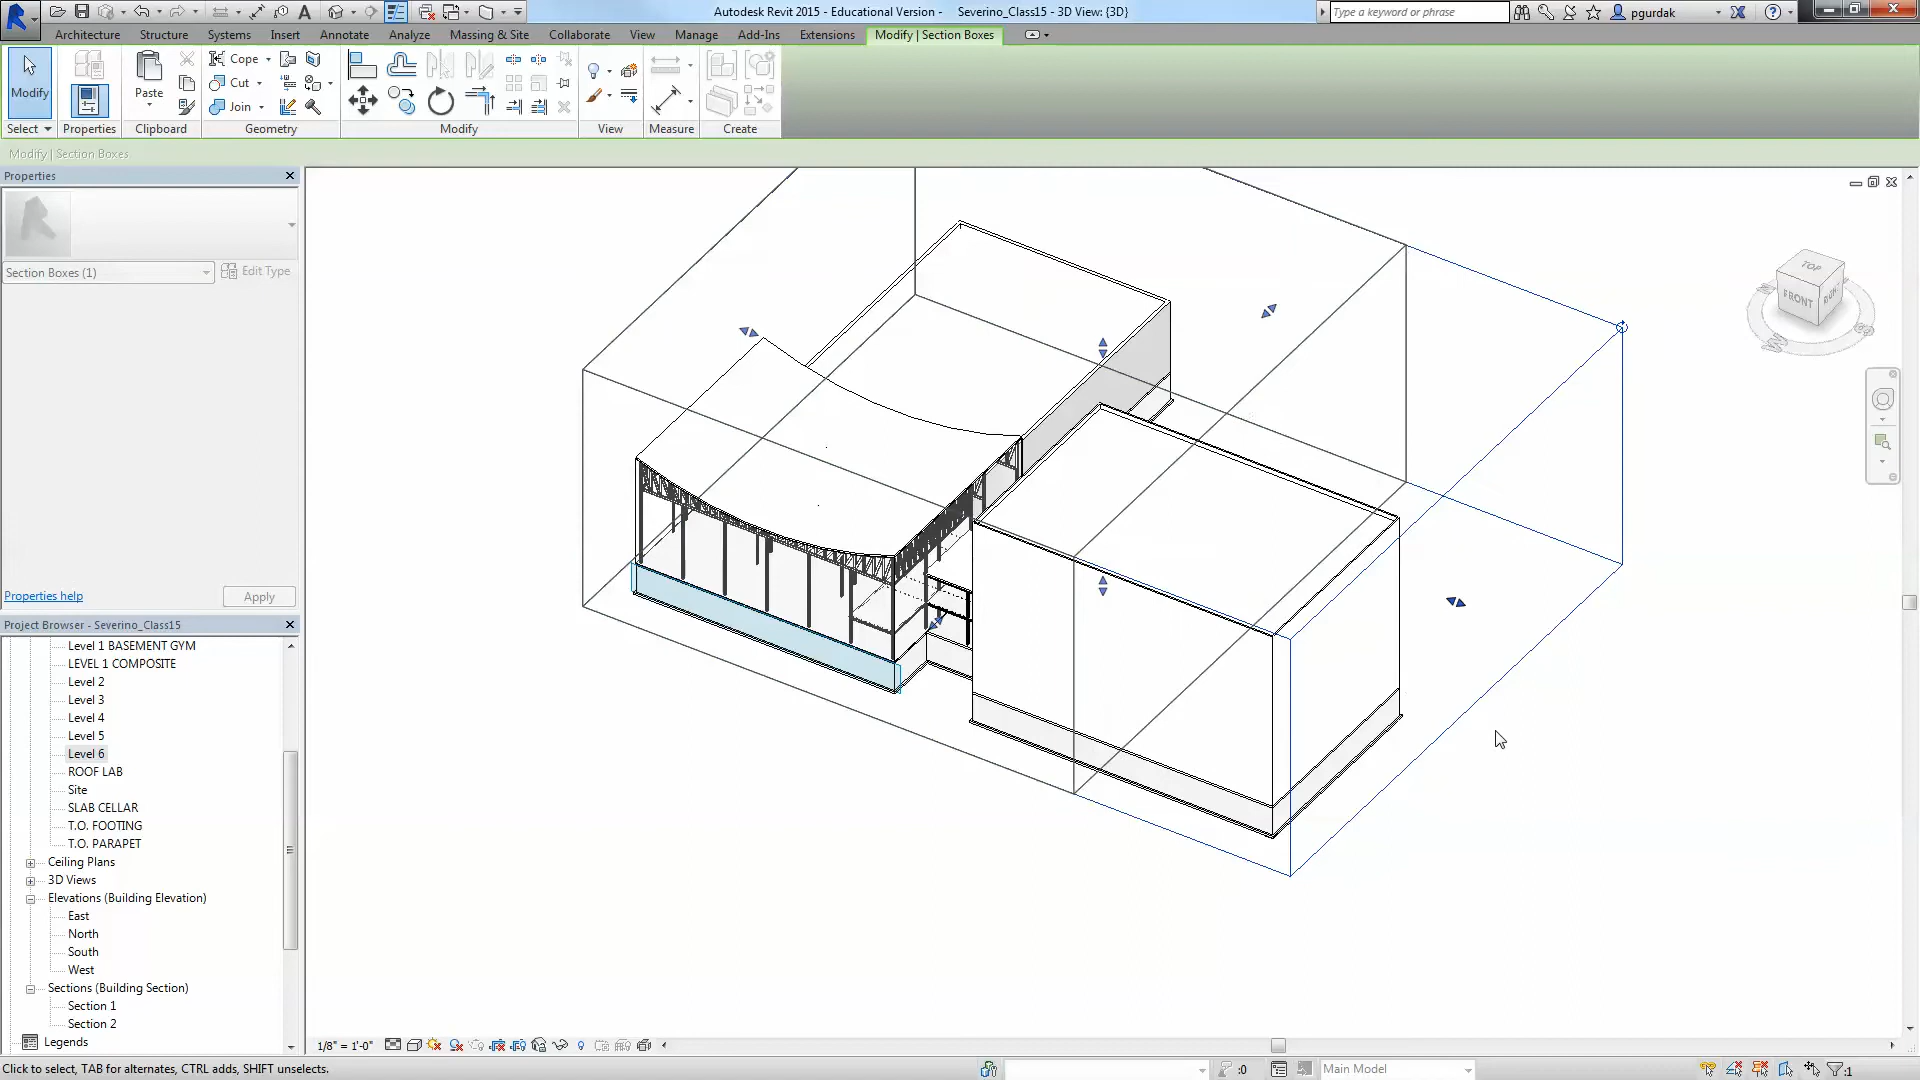 Autodesk Revit 2015 - Educational Version -    Severino_Class15 - 3D View: {3D}
Type a keyword or phrase
pgurdak
Architecture Structure Systems Insert Annotate Analyze Massing & Site Collaborate View Manage Add-Ins Extensions Modify | Section Boxes
Modify
Paste
Cope
Cut
Join
Select Properties Clipboard Geometry Modify View Measure Create
Modify | Section Boxes
Properties
Section Boxes (1)
Edit Type
Properties help
Apply
Project Browser - Severino_Class15
Level 1 BASEMENT GYM
LEVEL 1 COMPOSITE
Level 2
Level 3
Level 4
Level 5
Level 6
ROOF LAB
Site
SLAB CELLAR
T.O. FOOTING
T.O. PARAPET
Ceiling Plans
3D Views
Elevations (Building Elevation)
East
North
South
West
Sections (Building Section)
Section 1
Section 2
Legends
TOP
FRONT
1/8" = 1'-0"
Click to select, TAB for alternates, CTRL adds, SHIFT unselects.
:0
Main Model
:1